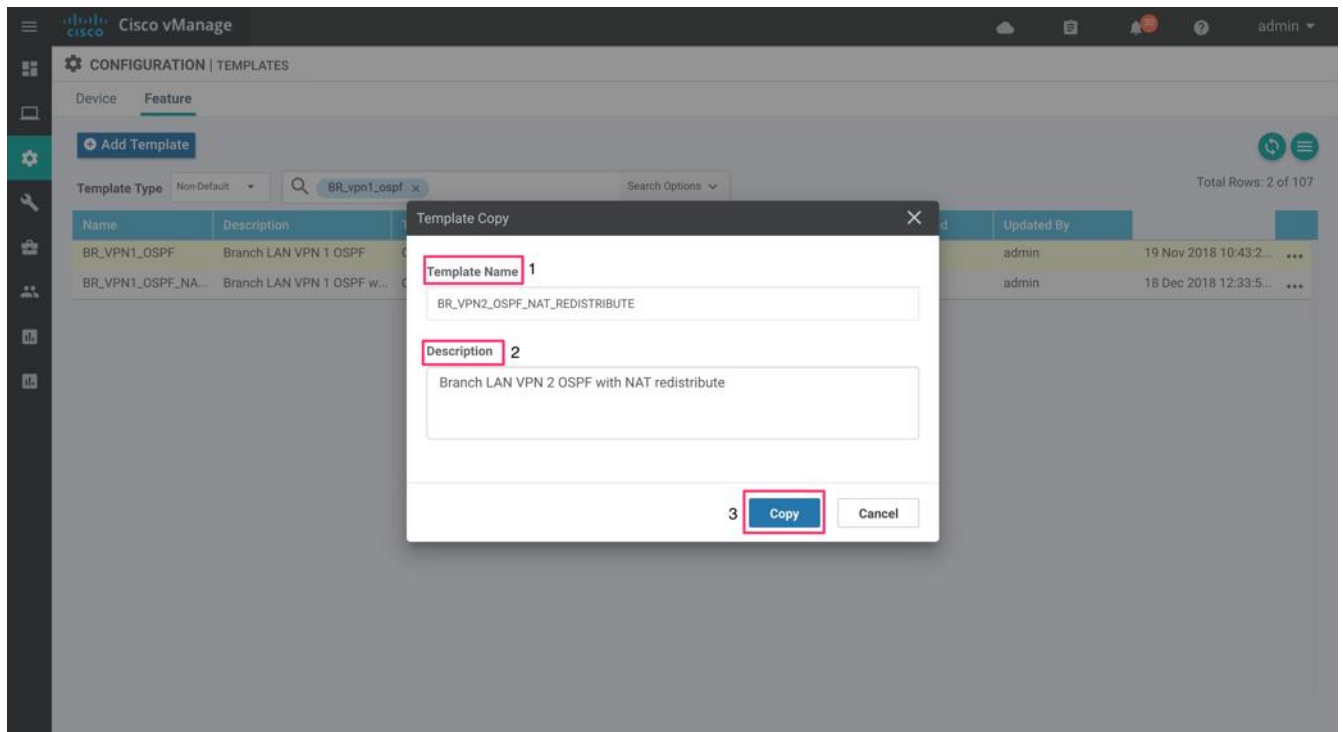 cisco Cisco vManage
admin
CONFIGURATION | TEMPLATES
Device Feature
Add Template
Template Type Non-Default BR_vpn1_ospf x Search Options
Total Rows: 2 of 107
Name Description Updated By
BR_VPN1_OSPF Branch LAN VPN 1 OSPF admin 19 Nov 2018 10:43:2... ...
BR_VPN1_OSPF_NA... Branch LAN VPN 1 OSPF w... admin 18 Dec 2018 12:33:5... ...
Template Copy
Template Name 1
BR_VPN2_OSPF_NAT_REDISTRIBUTE
Description 2
Branch LAN VPN 2 OSPF with NAT redistribute
3 Copy Cancel